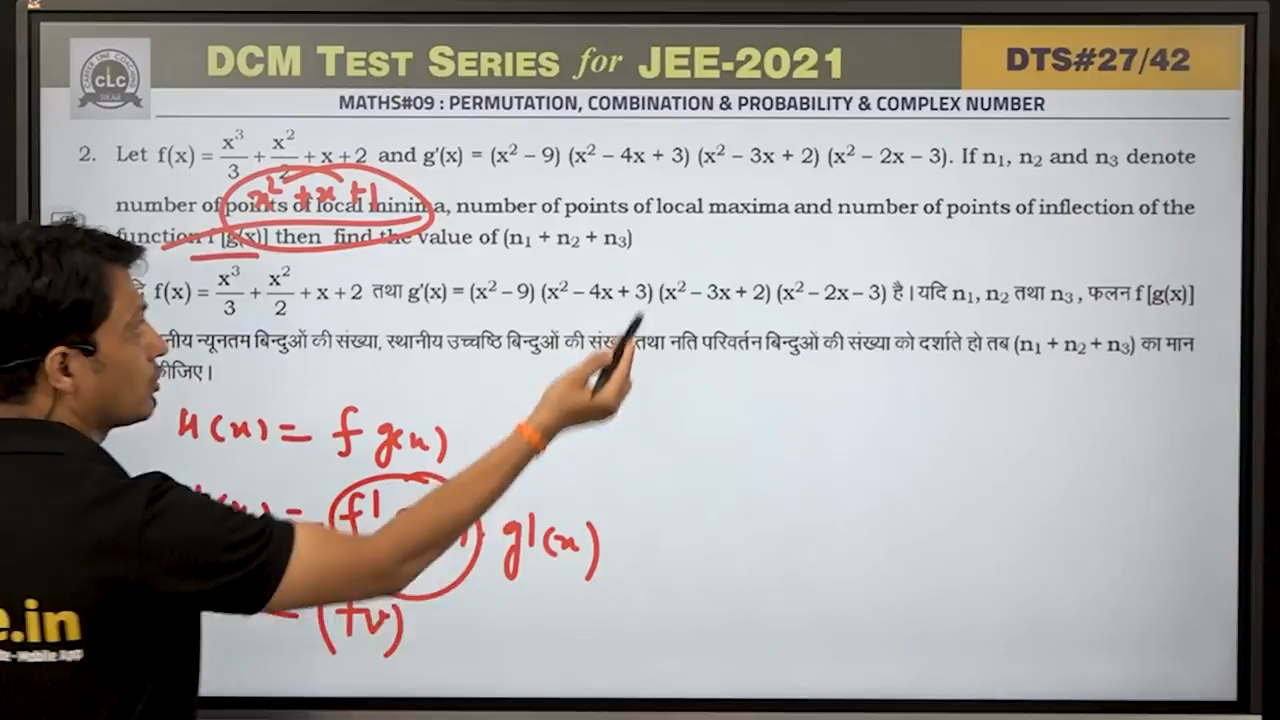 DCM TEST SERIES for JEE-2021
DTS#27/42
CLC
MATHS#09 : PERMUTATION, COMBINATION & PROBABILITY & COMPLEX NUMBER
2. Let f(x) = x³/3 + x²/2 + x + 2 and g'(x) = (x² – 9) (x² – 4x + 3) (x² – 3x + 2) (x² – 2x – 3). If n₁, n₂ and n₃ denote
x² + x + 1
number of points of local minima, number of points of local maxima and number of points of inflection of the
function f [g(x)] then find the value of (n₁ + n₂ + n₃)
f(x) = x³/3 + x²/2 + x + 2 तथा g'(x) = (x² – 9) (x² – 4x + 3) (x² – 3x + 2) (x² – 2x – 3) है। यदि n₁, n₂ तथा n₃, फलन f [g(x)]
न्यूनतम बिन्दुओं की संख्या, स्थानीय उच्चष्ठि बिन्दुओं की तथा नति परिवर्तन बिन्दुओं की संख्या को दर्शाते हो तब (n₁ + n₂ + n₃) का मान
H(x) = f g(x)
= f' g'(x)
= (+v)
e.in